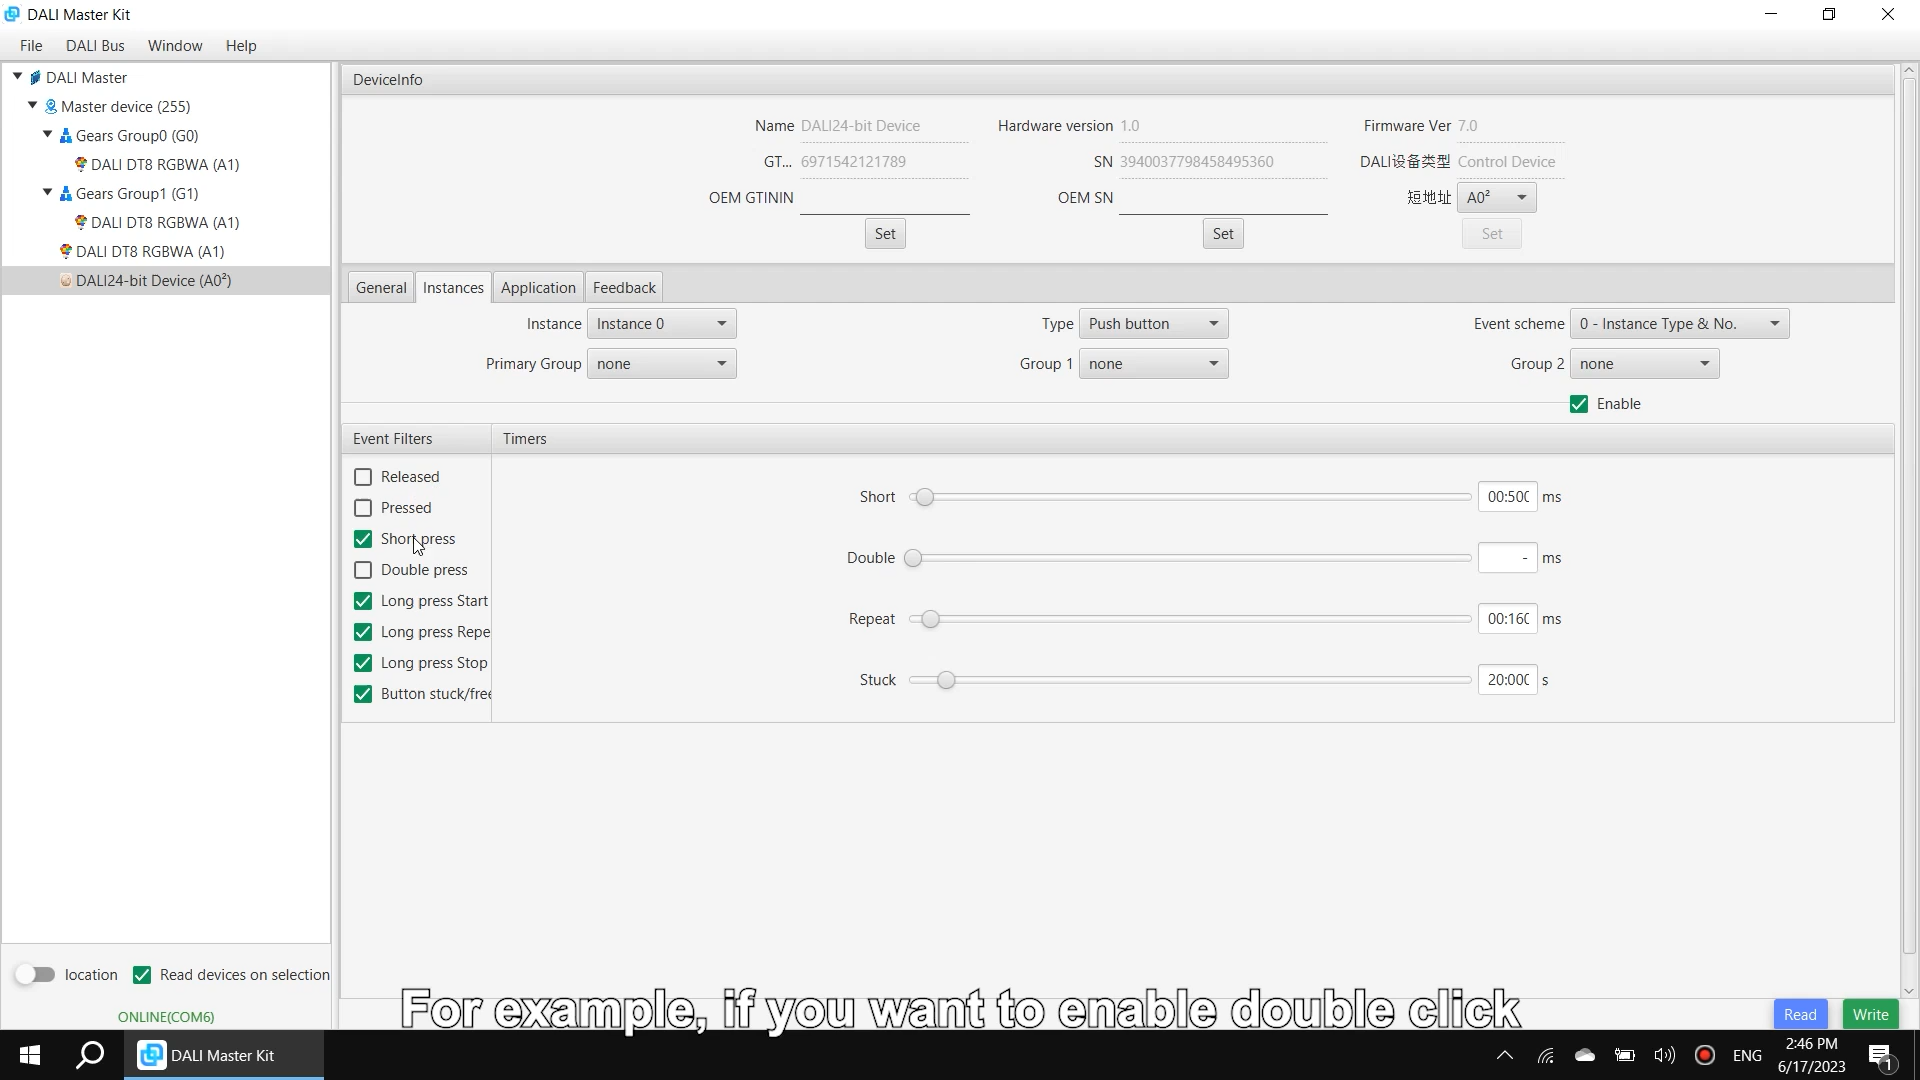 DALI Master Kit
File DALI Bus Window Help
DALI Master
Master device (255)
Gears Group0 (G0)
DALI DT8 RGBWA (A1)
Gears Group1 (G1)
DALI DT8 RGBWA (A1)
DALI DT8 RGBWA (A1)
DALI24-bit Device (A0²)
DeviceInfo
Name DALI24-bit Device Hardware version 1.0 Firmware Ver 7.0
GT... 6971542121789 SN 3940037798458495360 DALI设备类型 Control Device
OEM GTININ OEM SN 短地址 A0²
Set Set Set
General Instances Application Feedback
Instance Instance 0 Type Push button Event scheme 0 - Instance Type & No.
Primary Group none Group 1 none Group 2 none
Enable
Event Filters Timers
Released
Pressed
Short press
Double press
Long press Start
Long press Repe
Long press Stop
Button stuck/free
Short 00:500 ms
Double - ms
Repeat 00:160 ms
Stuck 20:000 s
location Read devices on selection
ONLINE(COM6)
For example, if you want to enable double click
Read Write
DALI Master Kit
ENG
2:46 PM
6/17/2023
1